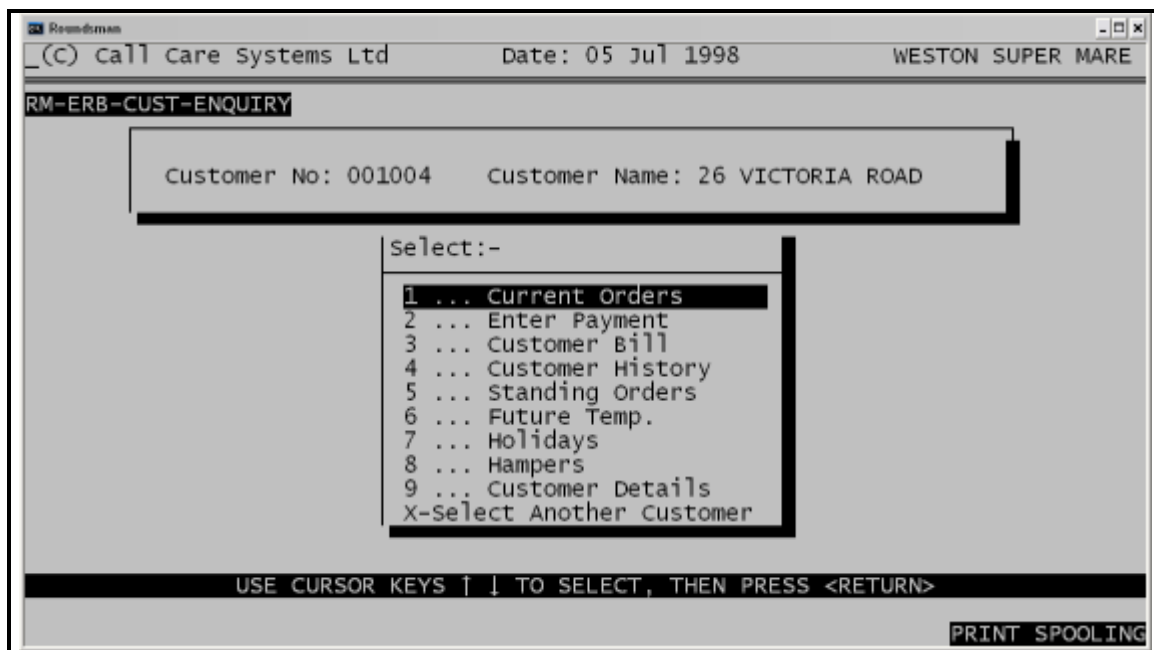 Roundsman
_(C) Call Care Systems Ltd Date: 05 Jul 1998 WESTON SUPER MARE
RM-ERB-CUST-ENQUIRY
Customer No: 001004 Customer Name: 26 VICTORIA ROAD
Select:-
1 ... Current Orders
2 ... Enter Payment
3 ... Customer Bill
4 ... Customer History
5 ... Standing Orders
6 ... Future Temp.
7 ... Holidays
8 ... Hampers
9 ... Customer Details
X-Select Another Customer
USE CURSOR KEYS ↑ ↓ TO SELECT, THEN PRESS <RETURN>
PRINT SPOOLING